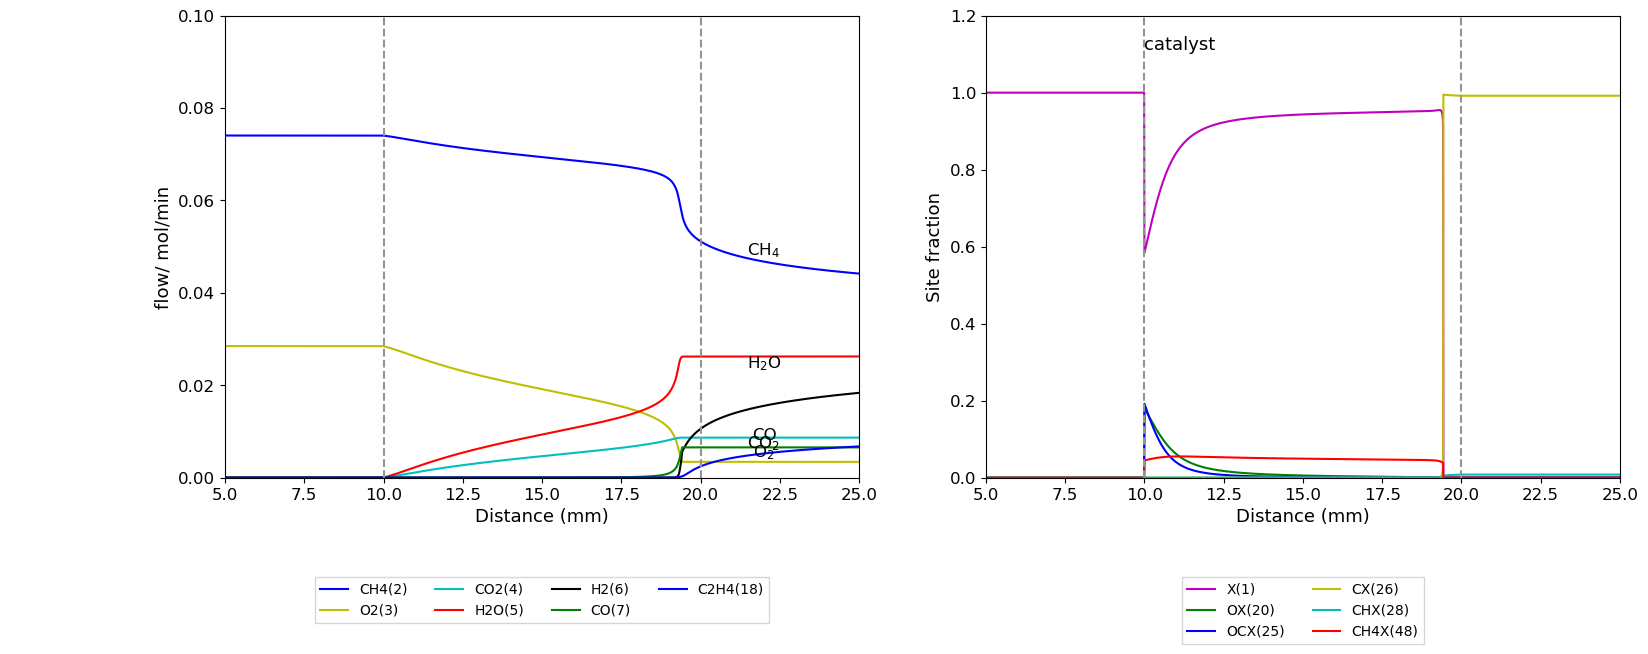 0.10
0.08
0.06
0.04
0.02
0.00
flow/ mol/min
CH₄
H₂O
CO
CO₂
O₂
5.0 7.5 10.0 12.5 15.0 17.5 20.0 22.5 25.0
Distance (mm)
CH4(2) CO2(4) H2(6) C2H4(18)
O2(3) H2O(5) CO(7)
1.2
1.0
0.8
0.6
0.4
0.2
0.0
Site fraction
catalyst
5.0 7.5 10.0 12.5 15.0 17.5 20.0 22.5 25.0
Distance (mm)
X(1) CX(26)
OX(20) CHX(28)
OCX(25) CH4X(48)